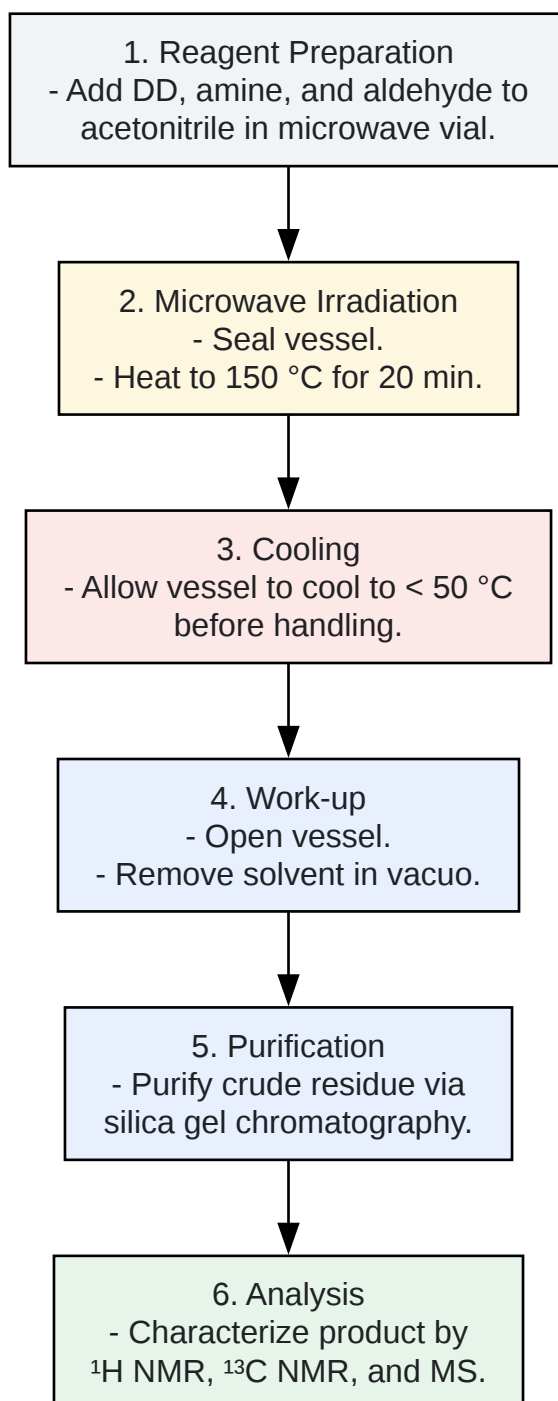 1. Reagent Preparation
- Add DD, amine, and aldehyde to
acetonitrile in microwave vial.
2. Microwave Irradiation
- Seal vessel.
- Heat to 150 °C for 20 min.
3. Cooling
- Allow vessel to cool to < 50 °C
before handling.
4. Work-up
- Open vessel.
- Remove solvent in vacuo.
5. Purification
- Purify crude residue via
silica gel chromatography.
6. Analysis
- Characterize product by
¹H NMR, ¹³C NMR, and MS.